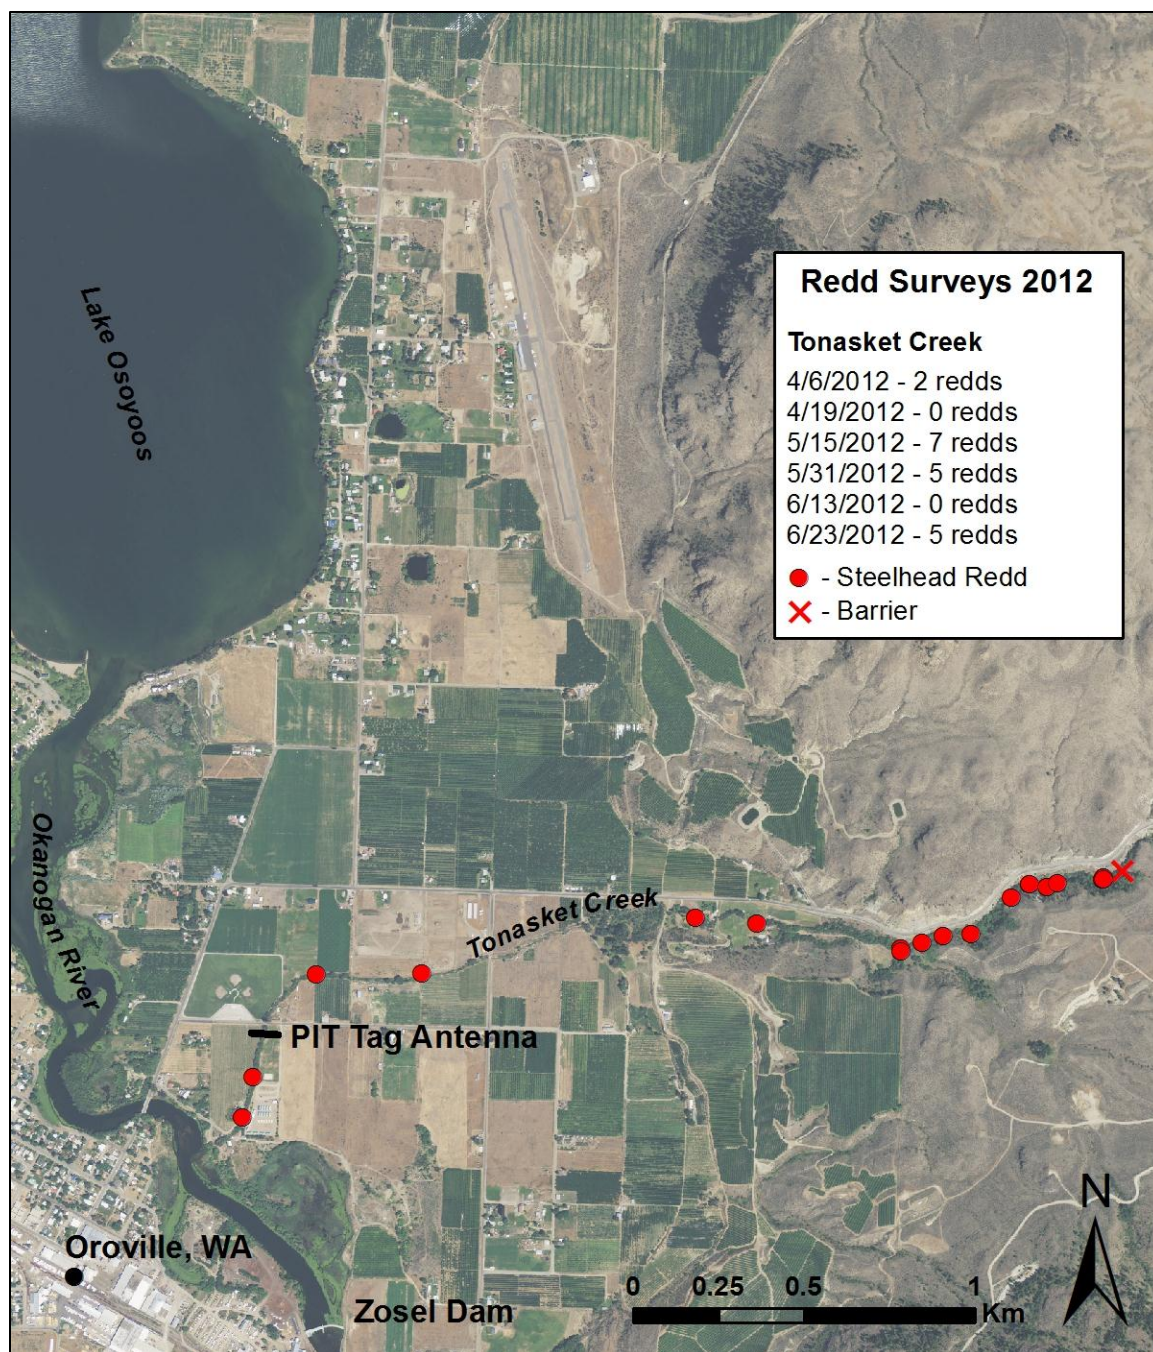 Redd Surveys 2012
Tonasket Creek
4/6/2012 - 2 redds
4/19/2012 - 0 redds
5/15/2012 - 7 redds
5/31/2012 - 5 redds
6/13/2012 - 0 redds
6/23/2012 - 5 redds
- Steelhead Redd
- Barrier
Lake Osoyoos
Okanogan River
Tonasket Creek
PIT Tag Antenna
Oroville, WA
Zosel Dam
0 0.25 0.5 1
Km
N